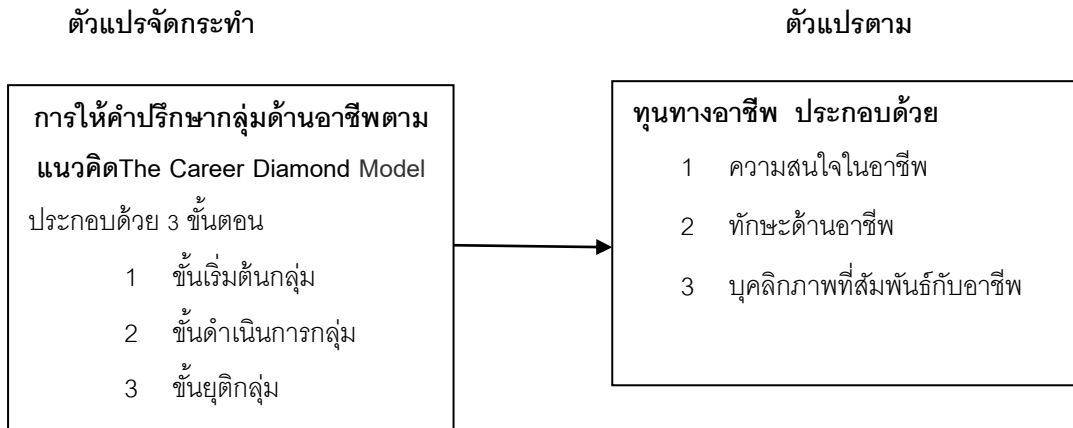 ตัวแปรจัดกระทำ
ตัวแปรตาม
การให้คำปรึกษากลุ่มด้านอาชีพตาม
แนวคิดThe Career Diamond Model
ประกอบด้วย 3 ขั้นตอน
1 ขั้นเริ่มต้นกลุ่ม
2 ขั้นดำเนินการกลุ่ม
3 ขั้นยุติกลุ่ม
ทุนทางอาชีพ ประกอบด้วย
1 ความสนใจในอาชีพ
2 ทักษะด้านอาชีพ
3 บุคลิกภาพที่สัมพันธ์กับอาชีพ